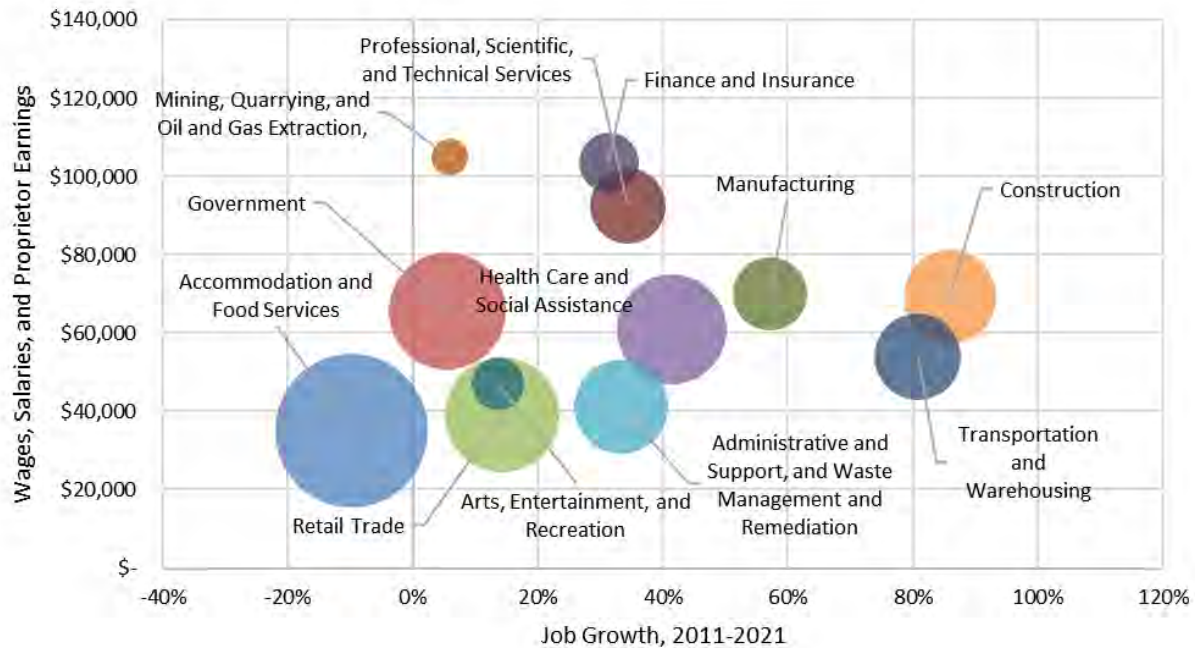 $140,000
$120,000
$100,000
$80,000
$60,000
$40,000
$20,000
$-
Wages, Salaries, and Proprietor Earnings
Professional, Scientific,
and Technical Services
Finance and Insurance
Mining, Quarrying, and
Oil and Gas Extraction,
Manufacturing
Construction
Government
Accommodation and
Food Services
Health Care and
Social Assistance
Retail Trade
Arts, Entertainment, and
Recreation
Administrative and
Support, and Waste
Management and
Remediation
Transportation
and
Warehousing
-40%
-20%
0%
20%
40%
60%
80%
100%
120%
Job Growth, 2011-2021